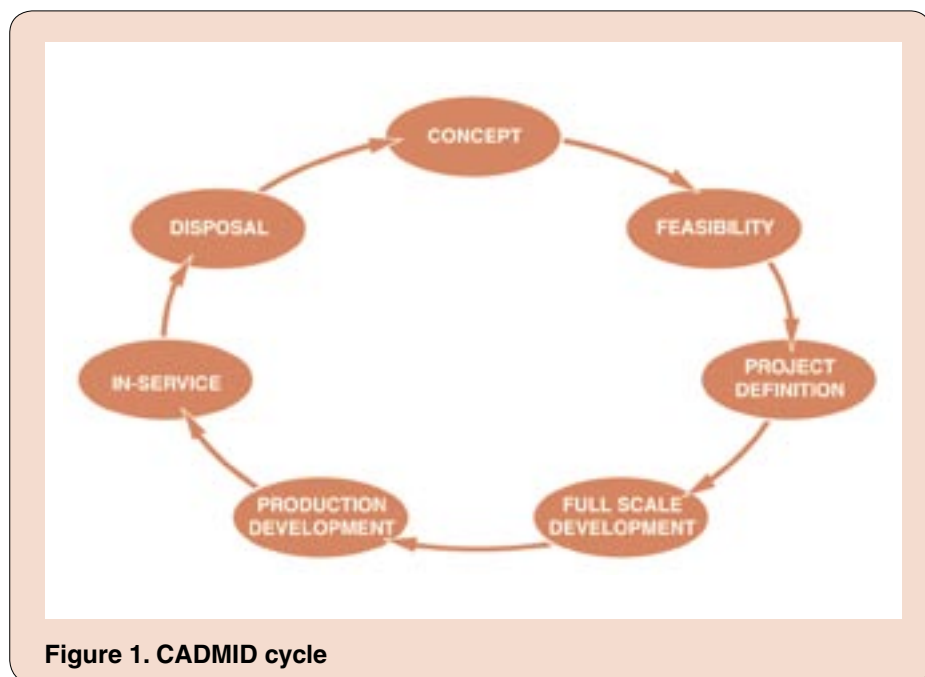 CONCEPT
FEASIBILITY
PROJECT
DEFINITION
FULL SCALE
DEVELOPMENT
PRODUCTION
DEVELOPMENT
IN-SERVICE
DISPOSAL
Figure 1. CADMID cycle